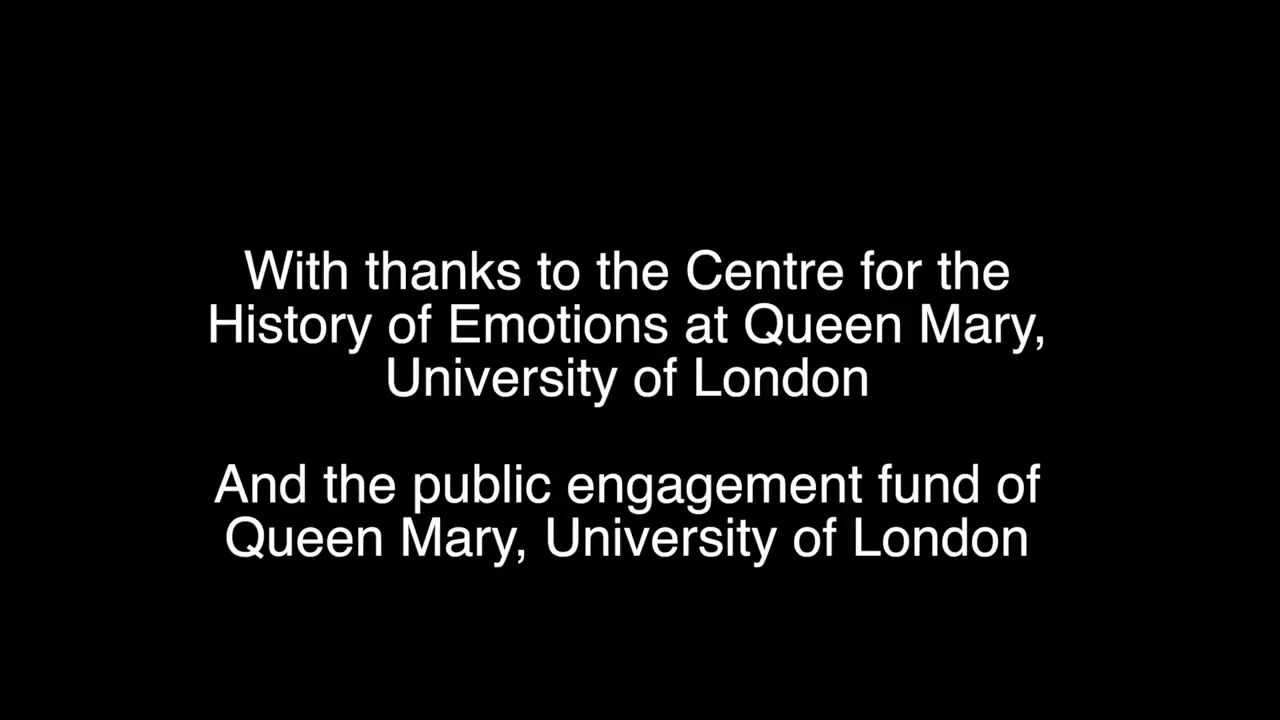 With thanks to the Centre for the
History of Emotions at Queen Mary,
University of London
And the public engagement fund of
Queen Mary, University of London